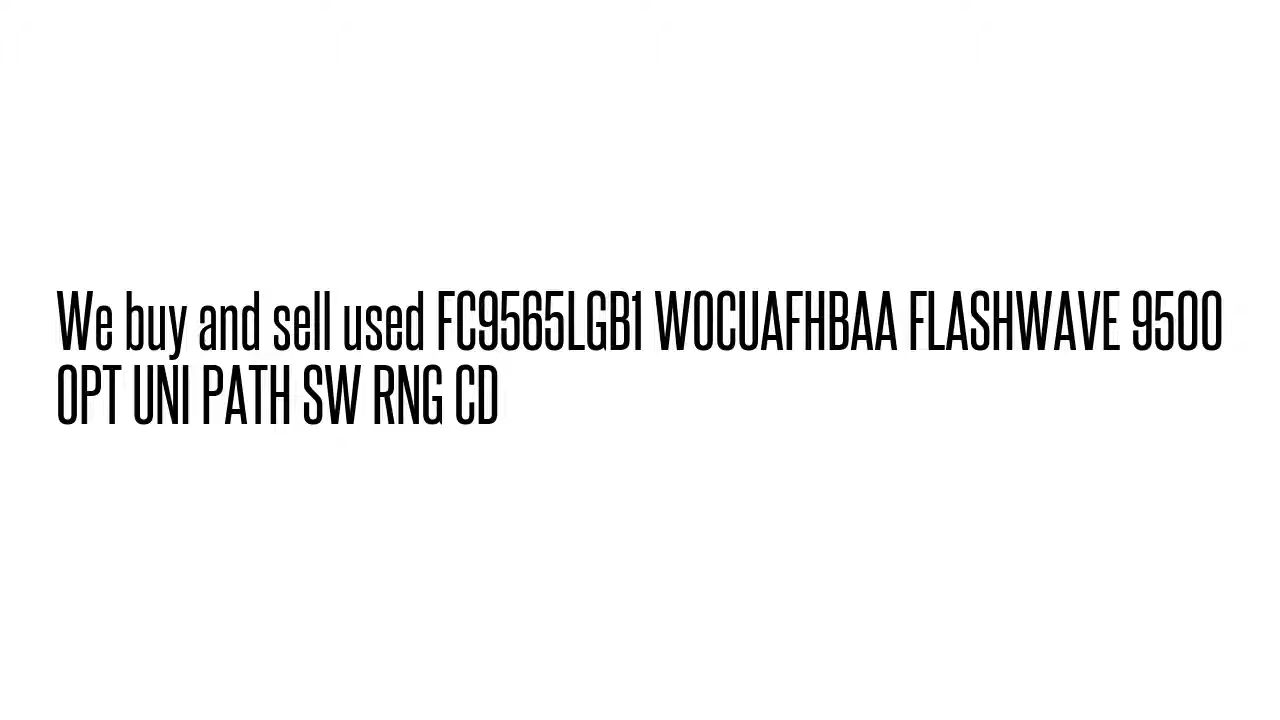 We buy and sell used FC9565LGB1 WOCUAFHBAA FLASHWAVE 9500
OPT UNI PATH SW RNG CD